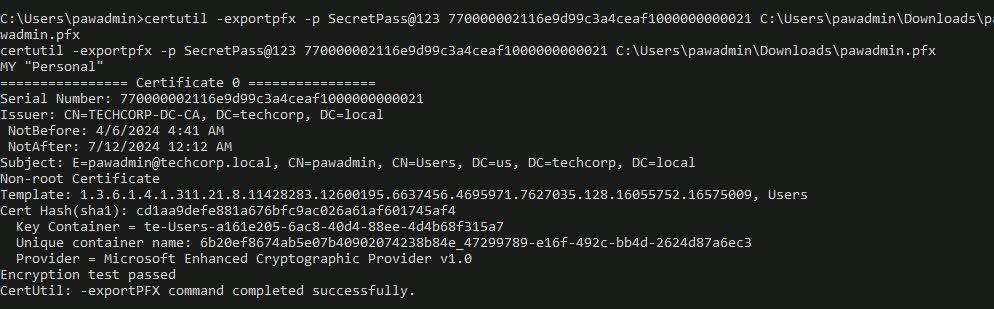 C:\Users\pawadmin>certutil -exportpfx -p SecretPass@123 770000002116e9d99c3a4ceaf1000000000021 C:\Users\pawadmin\Downloads\pa
wadmin.pfx
certutil -exportpfx -p SecretPass@123 770000002116e9d99c3a4ceaf1000000000021 C:\Users\pawadmin\Downloads\pawadmin.pfx
MY "Personal"
================ Certificate 0 ================
Serial Number: 770000002116e9d99c3a4ceaf1000000000021
Issuer: CN=TECHCORP-DC-CA, DC=techcorp, DC=local
NotBefore: 4/6/2024 4:41 AM
NotAfter: 7/12/2024 12:12 AM
Subject: E=pawadmin@techcorp.local, CN=pawadmin, CN=Users, DC=us, DC=techcorp, DC=local
Non-root Certificate
Template: 1.3.6.1.4.1.311.21.8.11428283.12600195.6637456.4695971.7627035.128.16055752.16575009, Users
Cert Hash(sha1): cd1aa9defe881a676bfc9ac026a61af601745af4
Key Container = te-Users-a161e205-6ac8-40d4-88ee-4d4b68f315a7
Unique container name: 6b20ef8674ab5e07b40902074238b84e_47299789-e16f-492c-bb4d-2624d87a6ec3
Provider = Microsoft Enhanced Cryptographic Provider v1.0
Encryption test passed
CertUtil: -exportPFX command completed successfully.